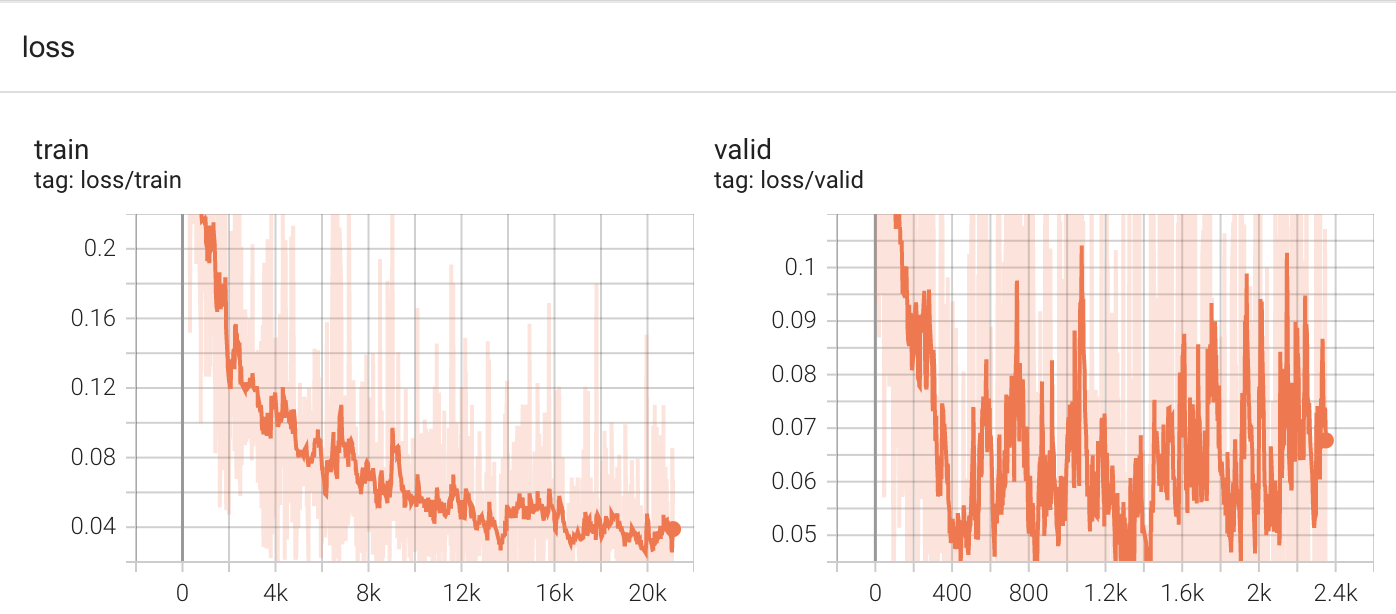 loss
train
tag: loss/train
0.2
0.16
0.12
0.08
0.04
0 4k 8k 12k 16k 20k
valid
tag: loss/valid
0.1
0.09
0.08
0.07
0.06
0.05
0 400 800 1.2k 1.6k 2k 2.4k